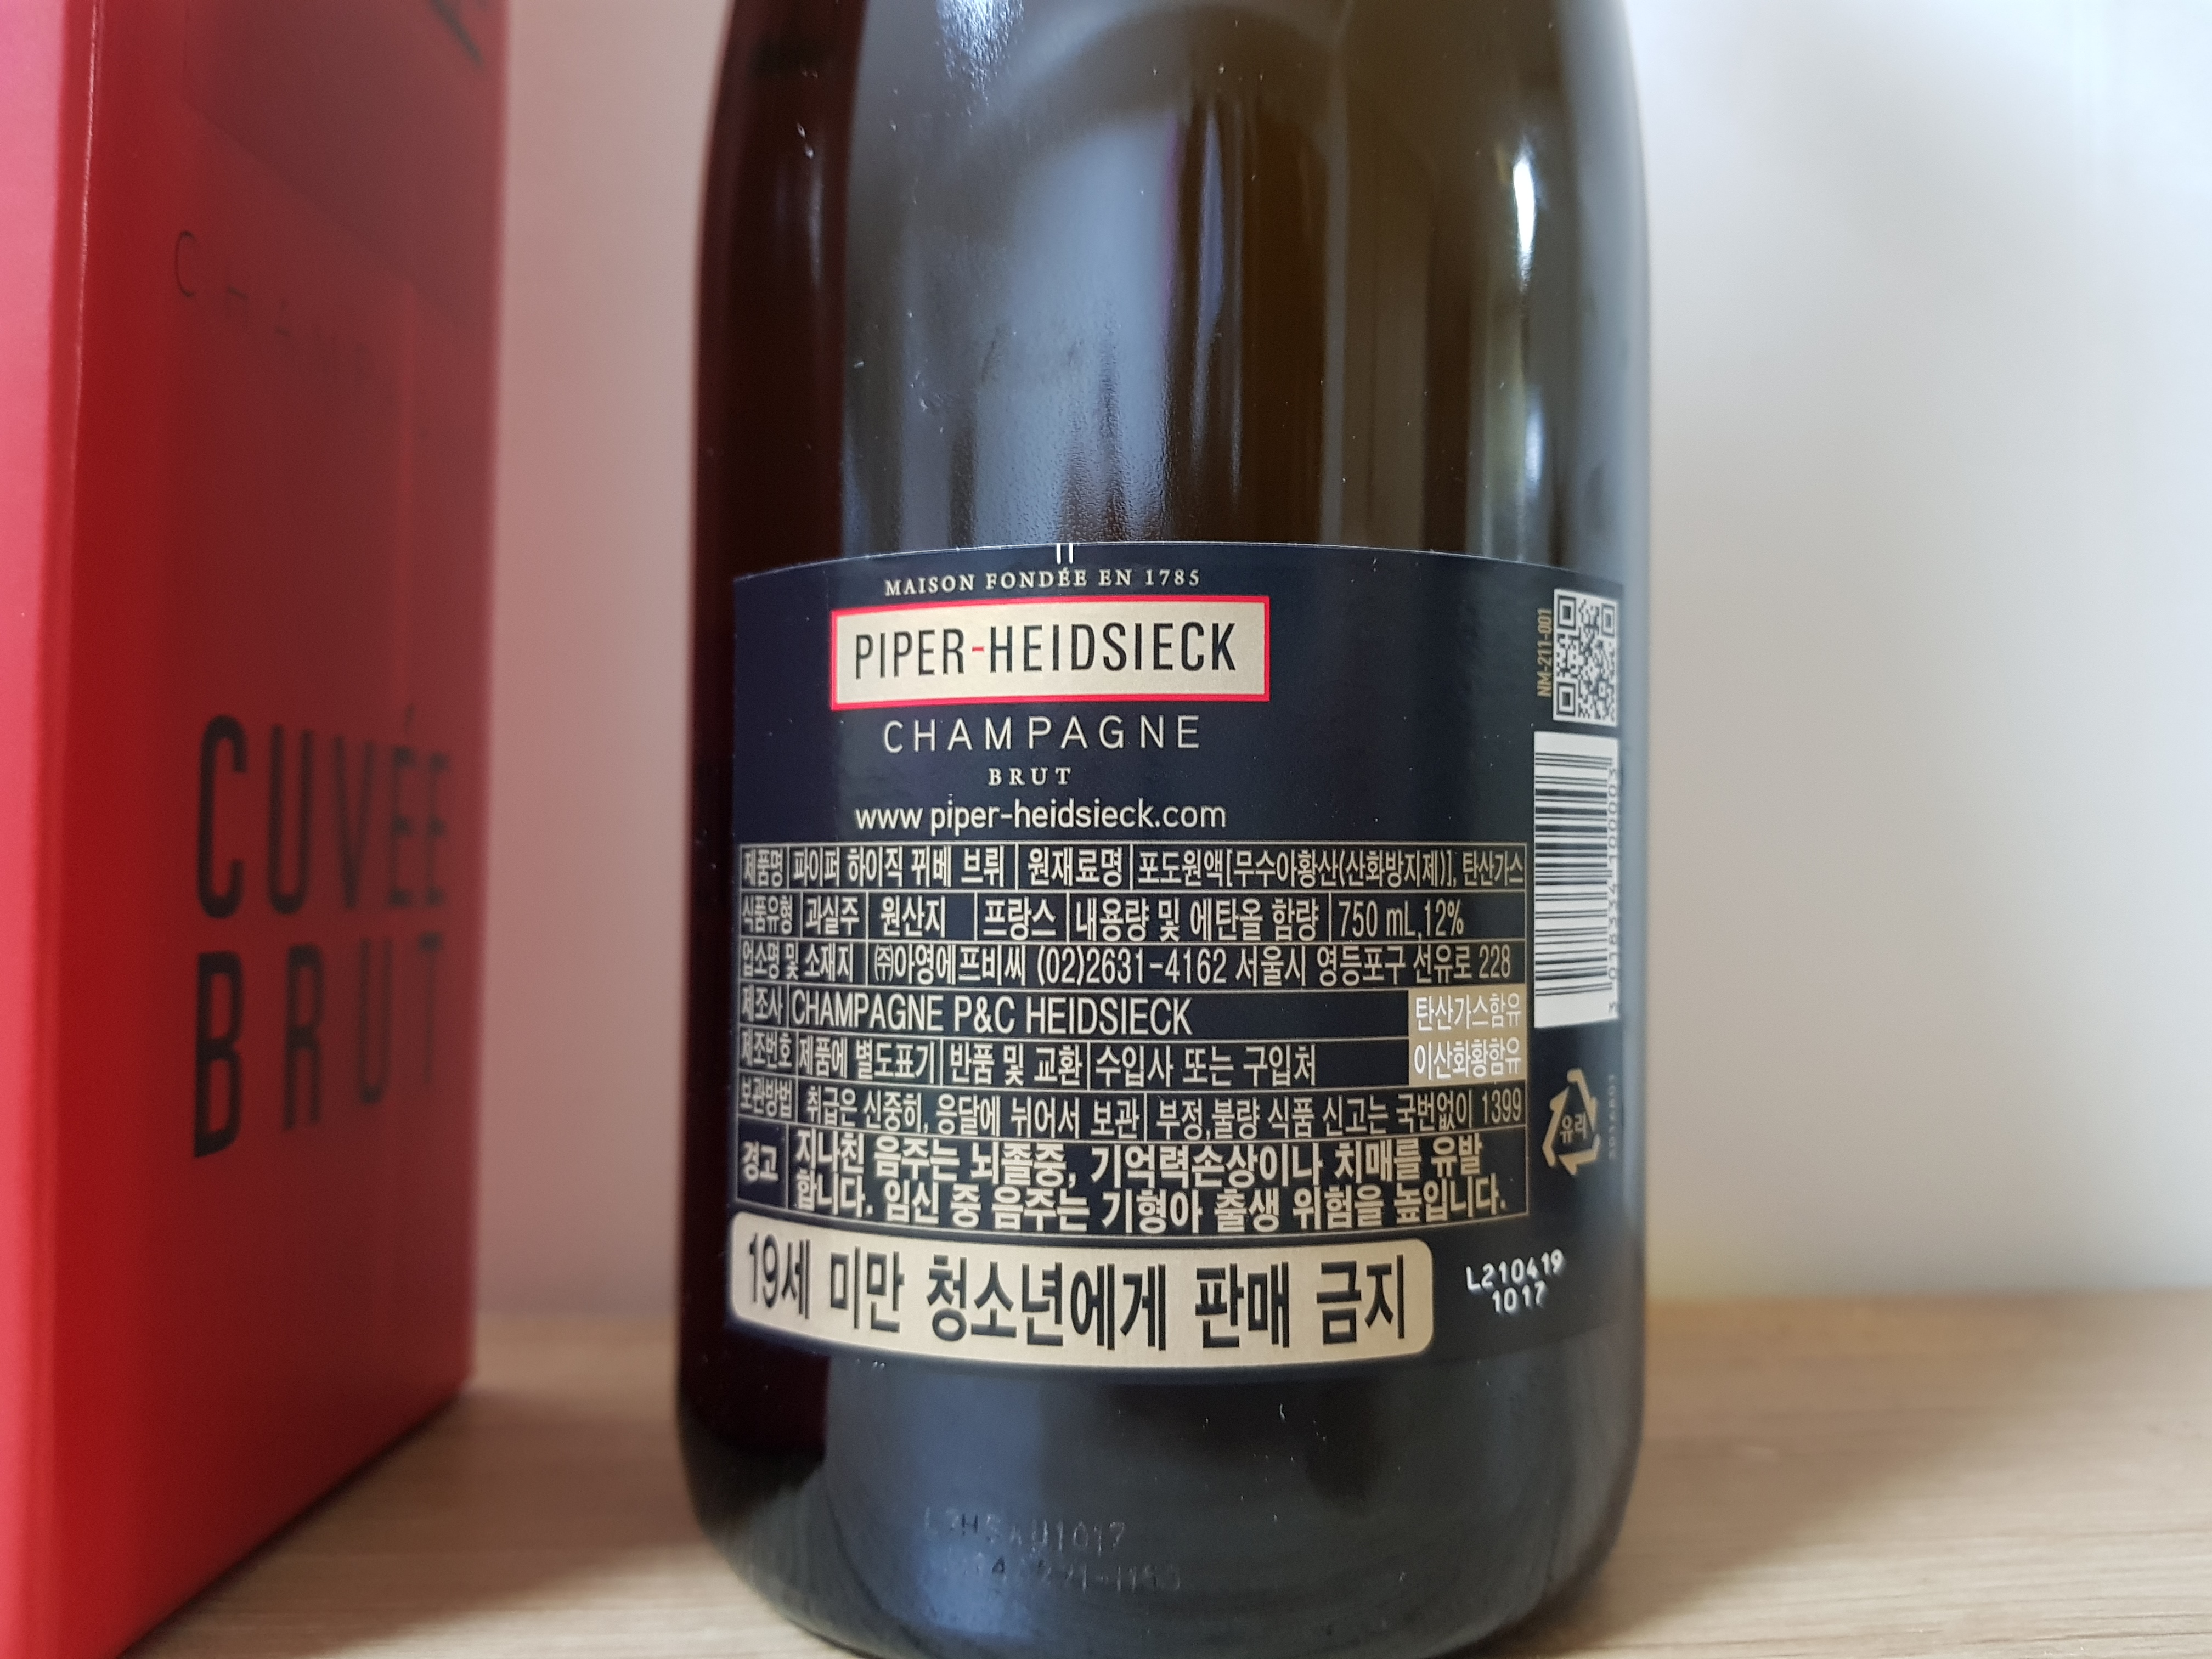 CUVÉE
BRUT
MAISON FONDÉE EN 1785
PIPER-HEIDSIECK
CHAMPAGNE
BRUT
www.piper-heidsieck.com
제품명 파이퍼 하이직 뀌베 브뤼 원재료명 포도원액[무수아황산(산화방지제)], 탄산가스
식품유형 과실주 원산지 프랑스 내용량 및 에탄올 함량 750 mL,12%
업소명 및 소재지 ㈜아영에프비씨 (02)2631-4162 서울시 영등포구 선유로 228
제조사 CHAMPAGNE P&C HEIDSIECK 탄산가스함유
제조번호 제품에 별도표기 반품 및 교환 수입사 또는 구입처 이산화황함유
보관방법 취급은 신중히, 응달에 뉘어서 보관 부정,불량 식품 신고는 국번없이 1399
경고 지나친 음주는 뇌졸중, 기억력손상이나 치매를 유발
합니다. 임신 중 음주는 기형아 출생 위험을 높입니다.
19세 미만 청소년에게 판매 금지
NM-211-001
유리
L210419
1017